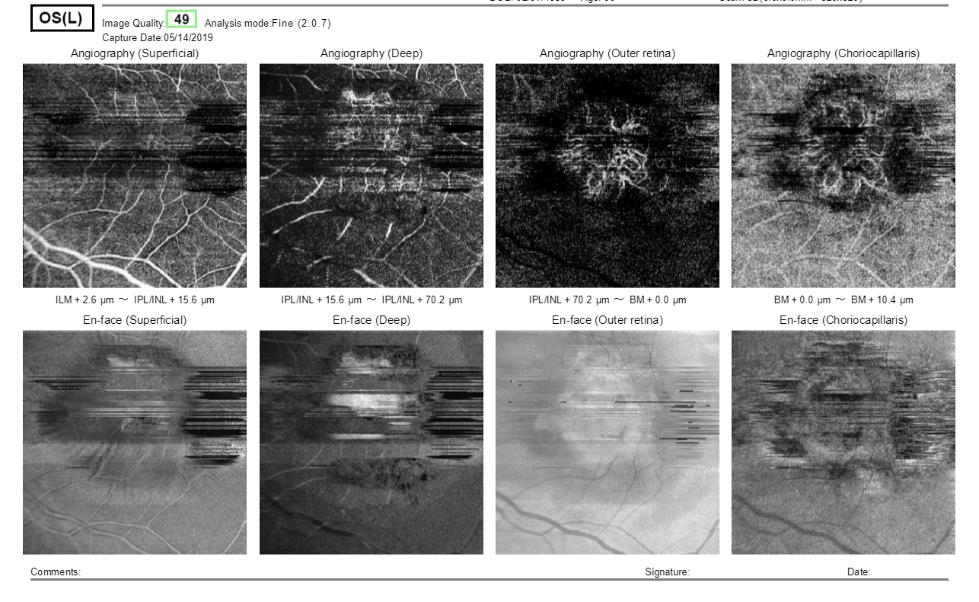 OS(L)
Image Quality: 49 Analysis mode:Fine (2.0.7)
Capture Date:05/14/2019
Angiography (Superficial) Angiography (Deep) Angiography (Outer retina) Angiography (Choriocapillaris)
ILM + 2.6 µm ～ IPL/INL + 15.6 µm IPL/INL + 15.6 µm ～ IPL/INL + 70.2 µm IPL/INL + 70.2 µm ～ BM + 0.0 µm BM + 0.0 µm ～ BM + 10.4 µm
En-face (Superficial) En-face (Deep) En-face (Outer retina) En-face (Choriocapillaris)
Comments: Signature: Date: